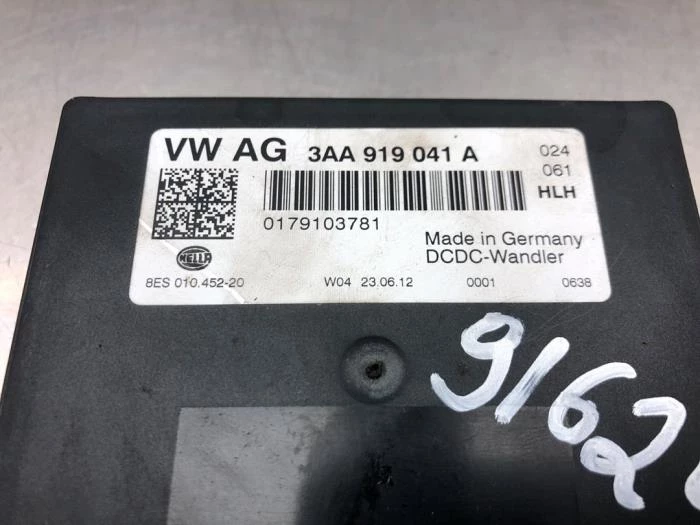 VW AG 3AA 919 041 A 024
061
HLH
0179103781
Made in Germany
DCDC-Wandler
HELLA
8ES 010.452-20 W04 23.06.12 0001 0638
9162